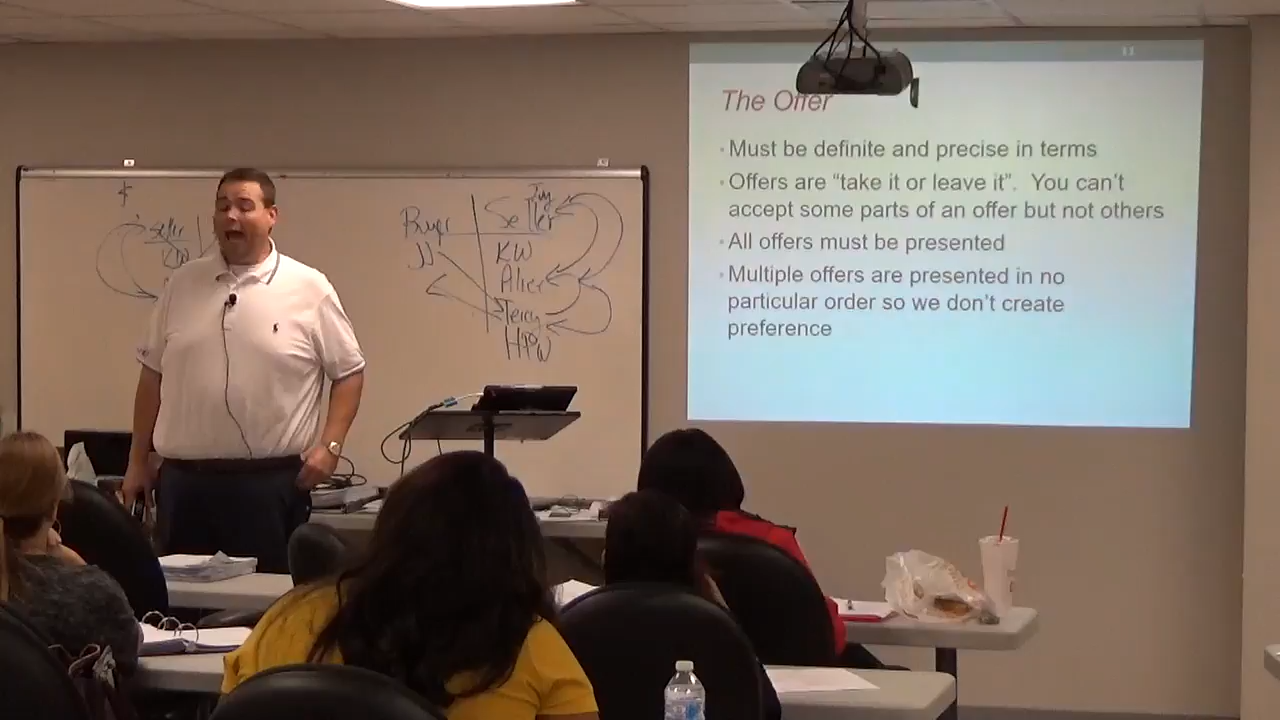 The Offer
Must be definite and precise in terms
Offers are “take it or leave it”. You can’t
accept some parts of an offer but not others
All offers must be presented
Multiple offers are presented in no
particular order so we don’t create
preference
Seller
KW
Buyer
Seller
JJ
KW
Terry